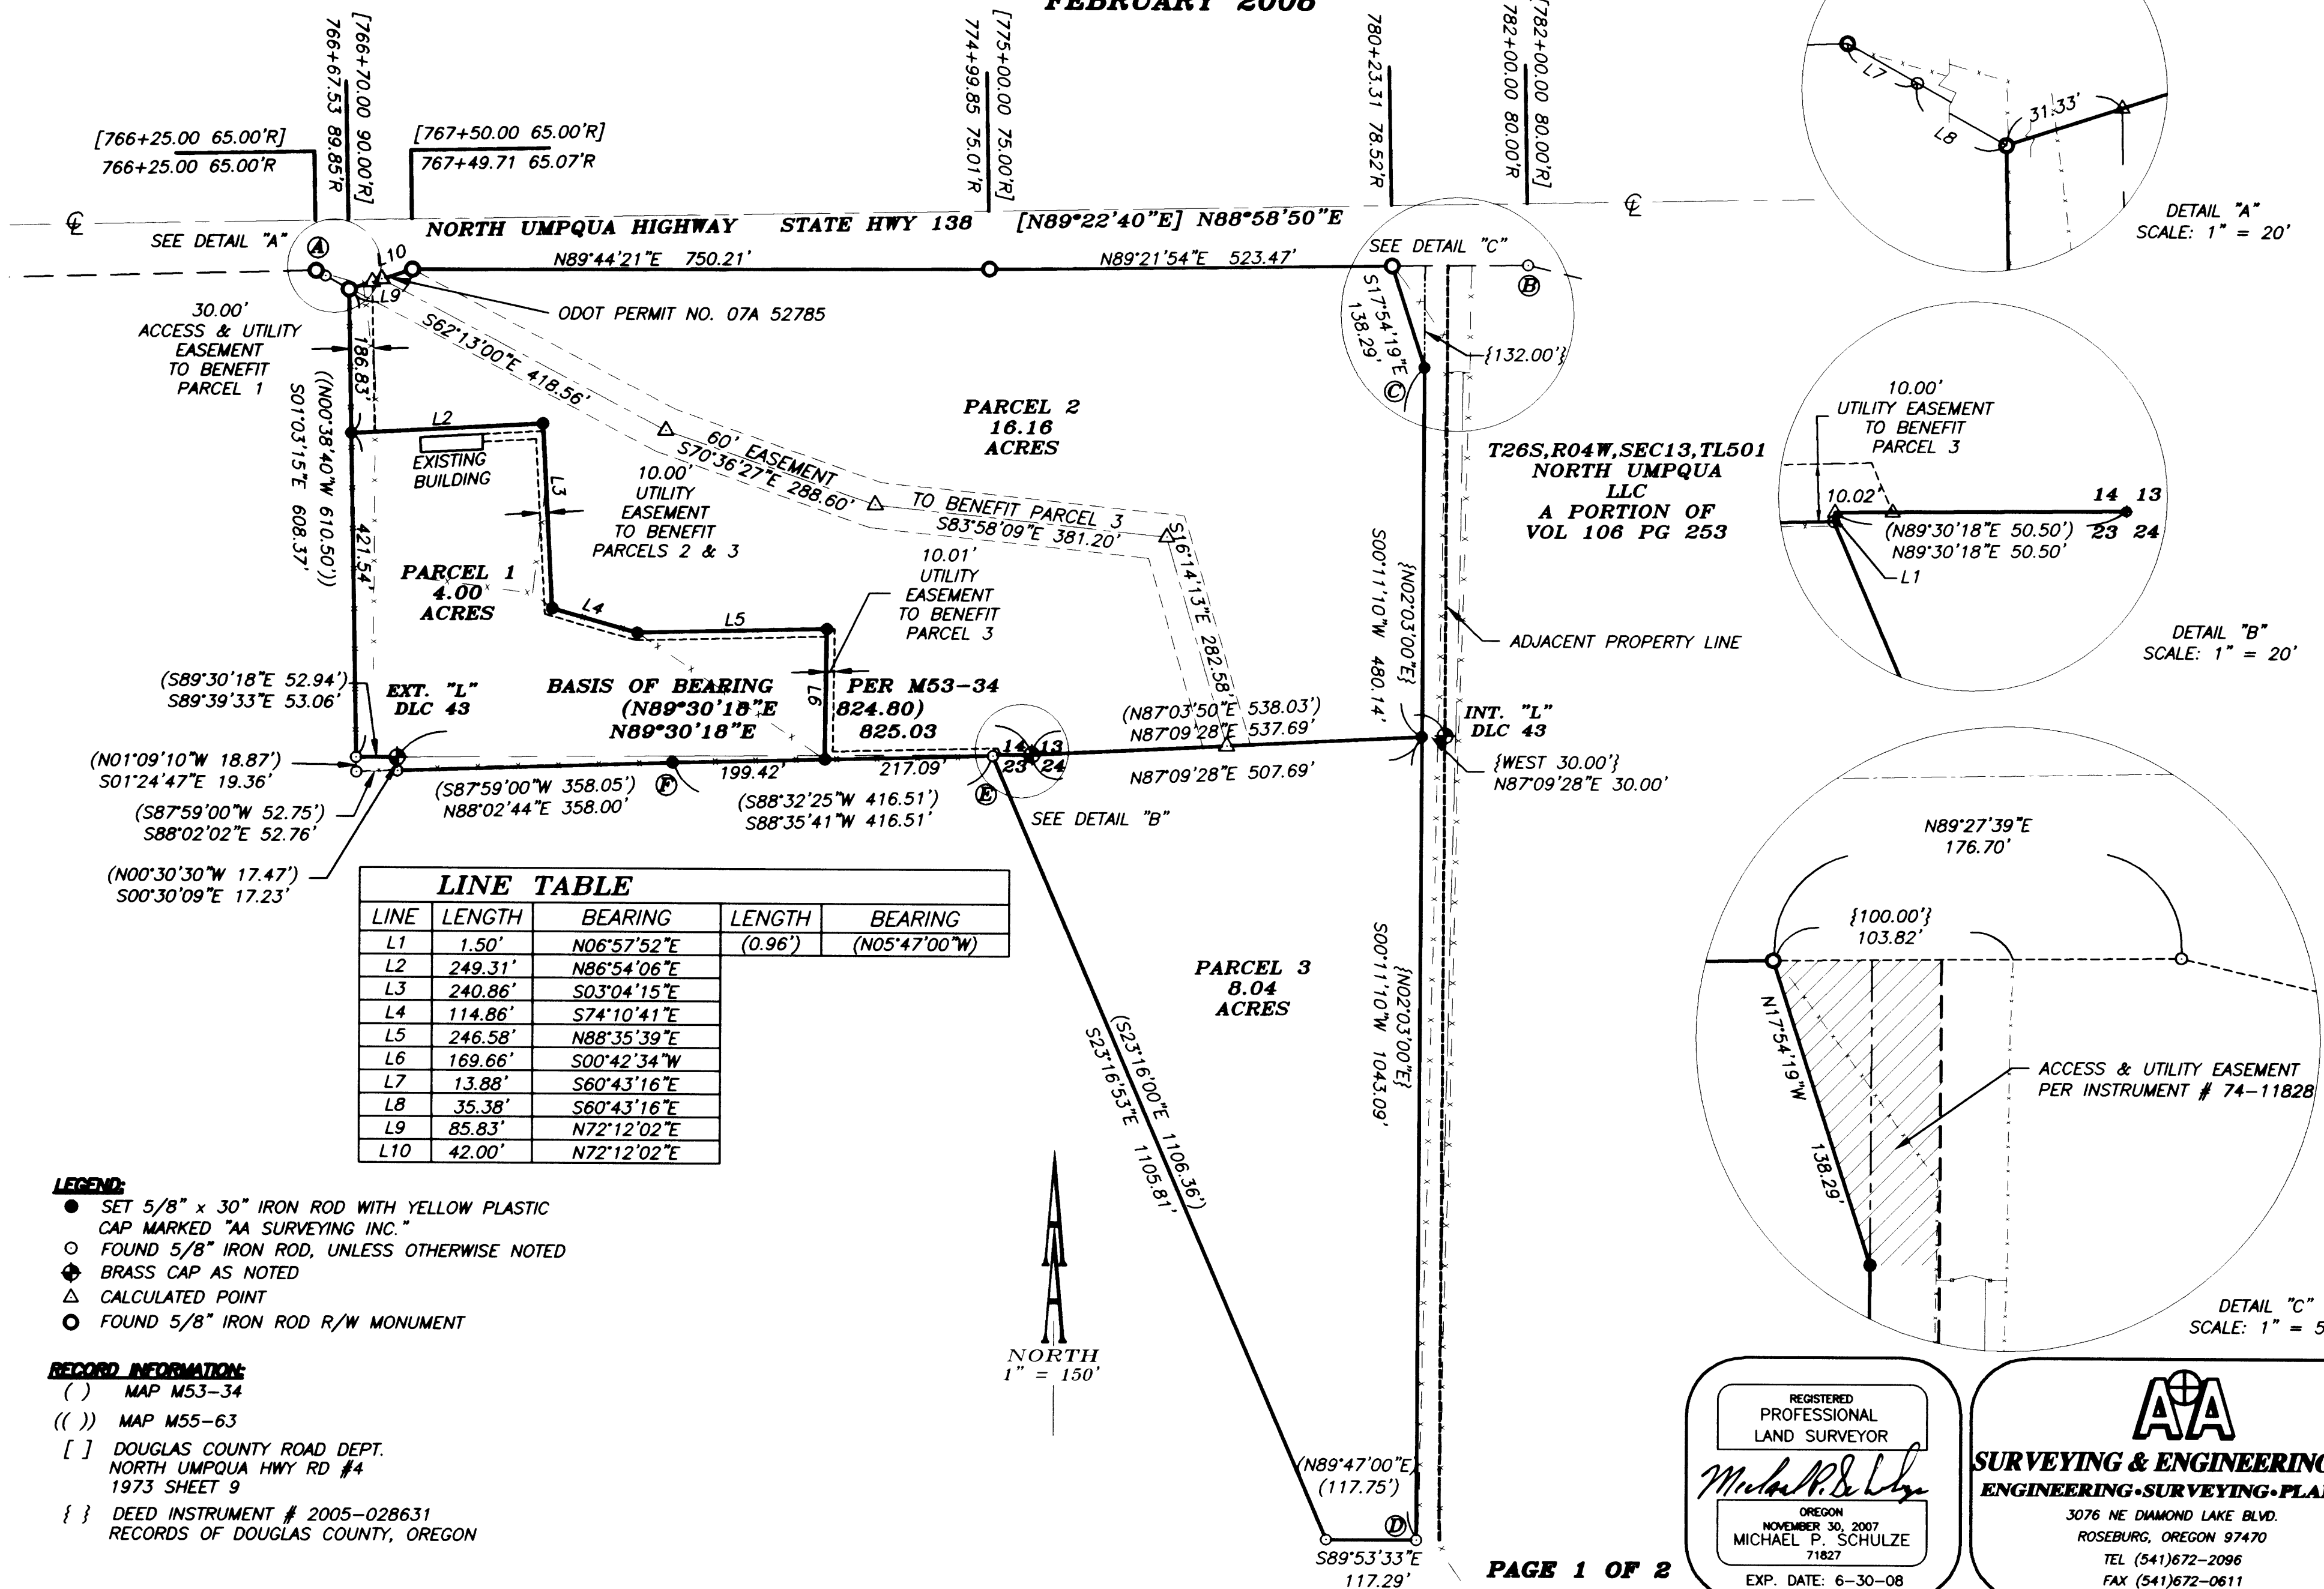 FEBRUARY 2008
[766+70.00 90.00'R]
766+67.53 89.85'R
[775+00.00 75.00'R]
774+99.85 75.01'R
780+23.31 78.52'R
[782+00.00 80.00'R]
782+00.00 80.00'R
[766+25.00 65.00'R]
766+25.00 65.00'R
[767+50.00 65.00'R]
767+49.71 65.07'R
℄
NORTH UMPQUA HIGHWAY STATE HWY 138 [N89°22'40"E] N88°58'50"E
℄
SEE DETAIL "A"
A
L10
L9
N89°44'21"E 750.21'
N89°21'54"E 523.47'
SEE DETAIL "C"
B
ODOT PERMIT NO. 07A 52785
30.00'
ACCESS & UTILITY
EASEMENT
TO BENEFIT
PARCEL 1
186.83'
((N00°38'40"W 610.50'))
S01°03'15"E 608.37'
421.54'
S62°13'00"E 418.56'
60' EASEMENT
S70°36'27"E 288.60'
TO BENEFIT PARCEL 3
S83°58'09"E 381.20'
S16°14'13"E 282.58'
S17°54'19"E
138.29'
{132.00'}
C
PARCEL 2
16.16
ACRES
L2
EXISTING
BUILDING
L3
10.00'
UTILITY
EASEMENT
TO BENEFIT
PARCELS 2 & 3
PARCEL 1
4.00
ACRES
L4
L5
L6
10.01'
UTILITY
EASEMENT
TO BENEFIT
PARCEL 3
T26S,R04W,SEC13,TL501
NORTH UMPQUA
LLC
A PORTION OF
VOL 106 PG 253
{N02°03'00"E}
S00°11'10"W 480.14'
ADJACENT PROPERTY LINE
(S89°30'18"E 52.94')
S89°39'33"E 53.06'
EXT. "L"
DLC 43
BASIS OF BEARING PER M53-34
(N89°30'18"E 824.80)
N89°30'18"E 825.03
(N87°03'50"E 538.03')
N87°09'28"E 537.69'
INT. "L"
DLC 43
{WEST 30.00'}
N87°09'28"E 30.00'
(N01°09'10"W 18.87')
S01°24'47"E 19.36'
(S87°59'00"W 52.75')
S88°02'02"E 52.76'
(N00°30'30"W 17.47')
S00°30'09"E 17.23'
(S87°59'00"W 358.05')
N88°02'44"E 358.00'
F
199.42'
217.09'
(S88°32'25"W 416.51')
S88°35'41"W 416.51'
E
14 13
23 24
N87°09'28"E 507.69'
SEE DETAIL "B"
LINE TABLE
LINE LENGTH BEARING LENGTH BEARING
L1 1.50' N06°57'52"E (0.96') (N05°47'00"W)
L2 249.31' N86°54'06"E
L3 240.86' S03°04'15"E
L4 114.86' S74°10'41"E
L5 246.58' N88°35'39"E
L6 169.66' S00°42'34"W
L7 13.88' S60°43'16"E
L8 35.38' S60°43'16"E
L9 85.83' N72°12'02"E
L10 42.00' N72°12'02"E
PARCEL 3
8.04
ACRES
(S23°16'00"E 1106.36')
S23°16'53"E 1105.81'
{N02°03'00"E}
S00°11'10"W 1043.09'
(N89°47'00"E)
(117.75')
D
S89°53'33"E
117.29'
NORTH
1" = 150'
LEGEND:
SET 5/8" x 30" IRON ROD WITH YELLOW PLASTIC
CAP MARKED "AA SURVEYING INC."
FOUND 5/8" IRON ROD, UNLESS OTHERWISE NOTED
BRASS CAP AS NOTED
CALCULATED POINT
FOUND 5/8" IRON ROD R/W MONUMENT
RECORD INFORMATION:
( ) MAP M53-34
(( )) MAP M55-63
[ ] DOUGLAS COUNTY ROAD DEPT.
NORTH UMPQUA HWY RD #4
1973 SHEET 9
{ } DEED INSTRUMENT # 2005-028631
RECORDS OF DOUGLAS COUNTY, OREGON
L7
L8
31.33'
DETAIL "A"
SCALE: 1" = 20'
10.00'
UTILITY EASEMENT
TO BENEFIT
PARCEL 3
10.02'
14 13
(N89°30'18"E 50.50') 23 24
N89°30'18"E 50.50'
L1
DETAIL "B"
SCALE: 1" = 20'
N89°27'39"E
176.70'
{100.00'}
103.82'
N17°54'19"W
138.29'
ACCESS & UTILITY EASEMENT
PER INSTRUMENT # 74-11828
DETAIL "C"
SCALE: 1" = 5
PAGE 1 OF 2
REGISTERED
PROFESSIONAL
LAND SURVEYOR
OREGON
NOVEMBER 30, 2007
MICHAEL P. SCHULZE
71827
EXP. DATE: 6-30-08
AA
SURVEYING & ENGINEERING
ENGINEERING•SURVEYING•PLA
3076 NE DIAMOND LAKE BLVD.
ROSEBURG, OREGON 97470
TEL (541)672-2096
FAX (541)672-0611